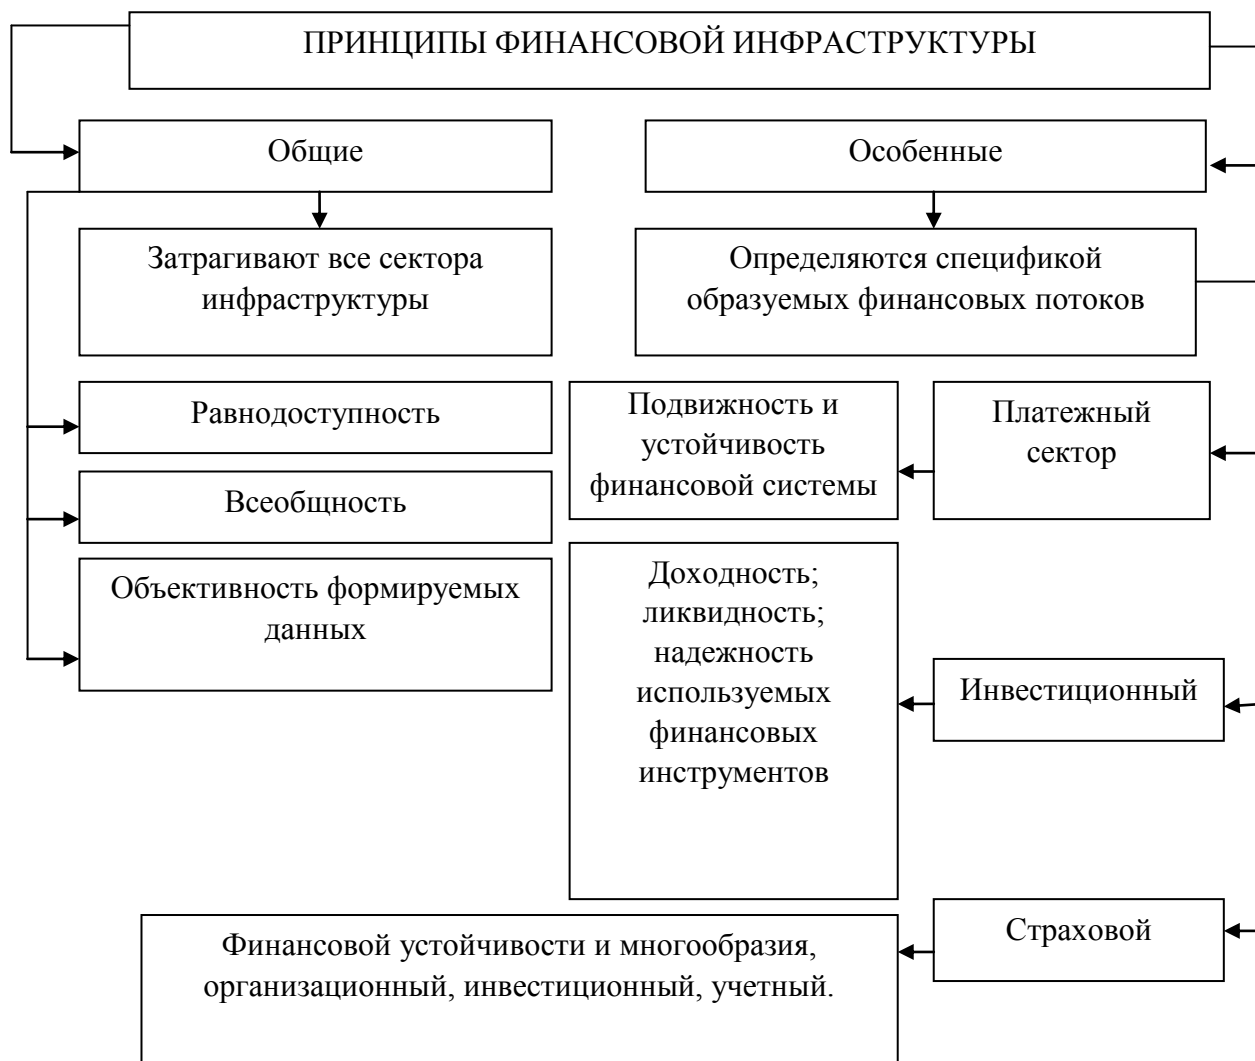 ПРИНЦИПЫ ФИНАНСОВОЙ ИНФРАСТРУКТУРЫ
Общие
Особенные
Затрагивают все сектора
инфраструктуры
Определяются спецификой
образуемых финансовых потоков
Равнодоступность
Всеобщность
Объективность формируемых
данных
Подвижность и
устойчивость
финансовой системы
Платежный
сектор
Доходность;
ликвидность;
надежность
используемых
финансовых
инструментов
Инвестиционный
Финансовой устойчивости и многообразия,
организационный, инвестиционный, учетный.
Страховой